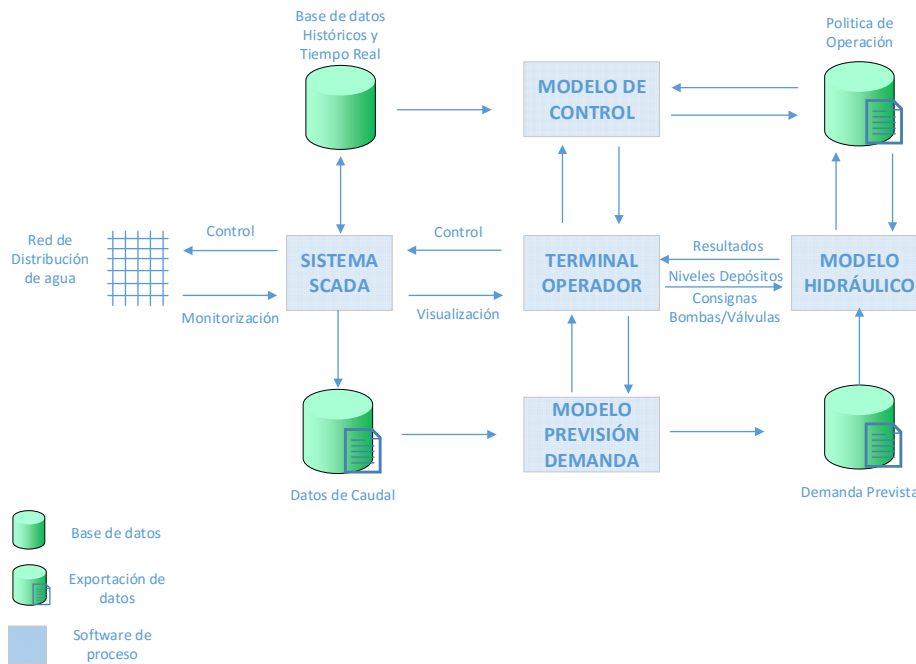 Base de datos
Históricos y
Tiempo Real
Politica de
Operación
MODELO DE
CONTROL
Red de
Distribución
de agua
Control
Monitorización
SISTEMA
SCADA
Control
Visualización
TERMINAL
OPERADOR
Resultados
Niveles Depósitos
Consignas
Bombas/Válvulas
MODELO
HIDRÁULICO
MODELO
PREVISIÓN
DEMANDA
Datos de Caudal
Demanda Prevista
Base de datos
Exportación de
datos
Software de
proceso